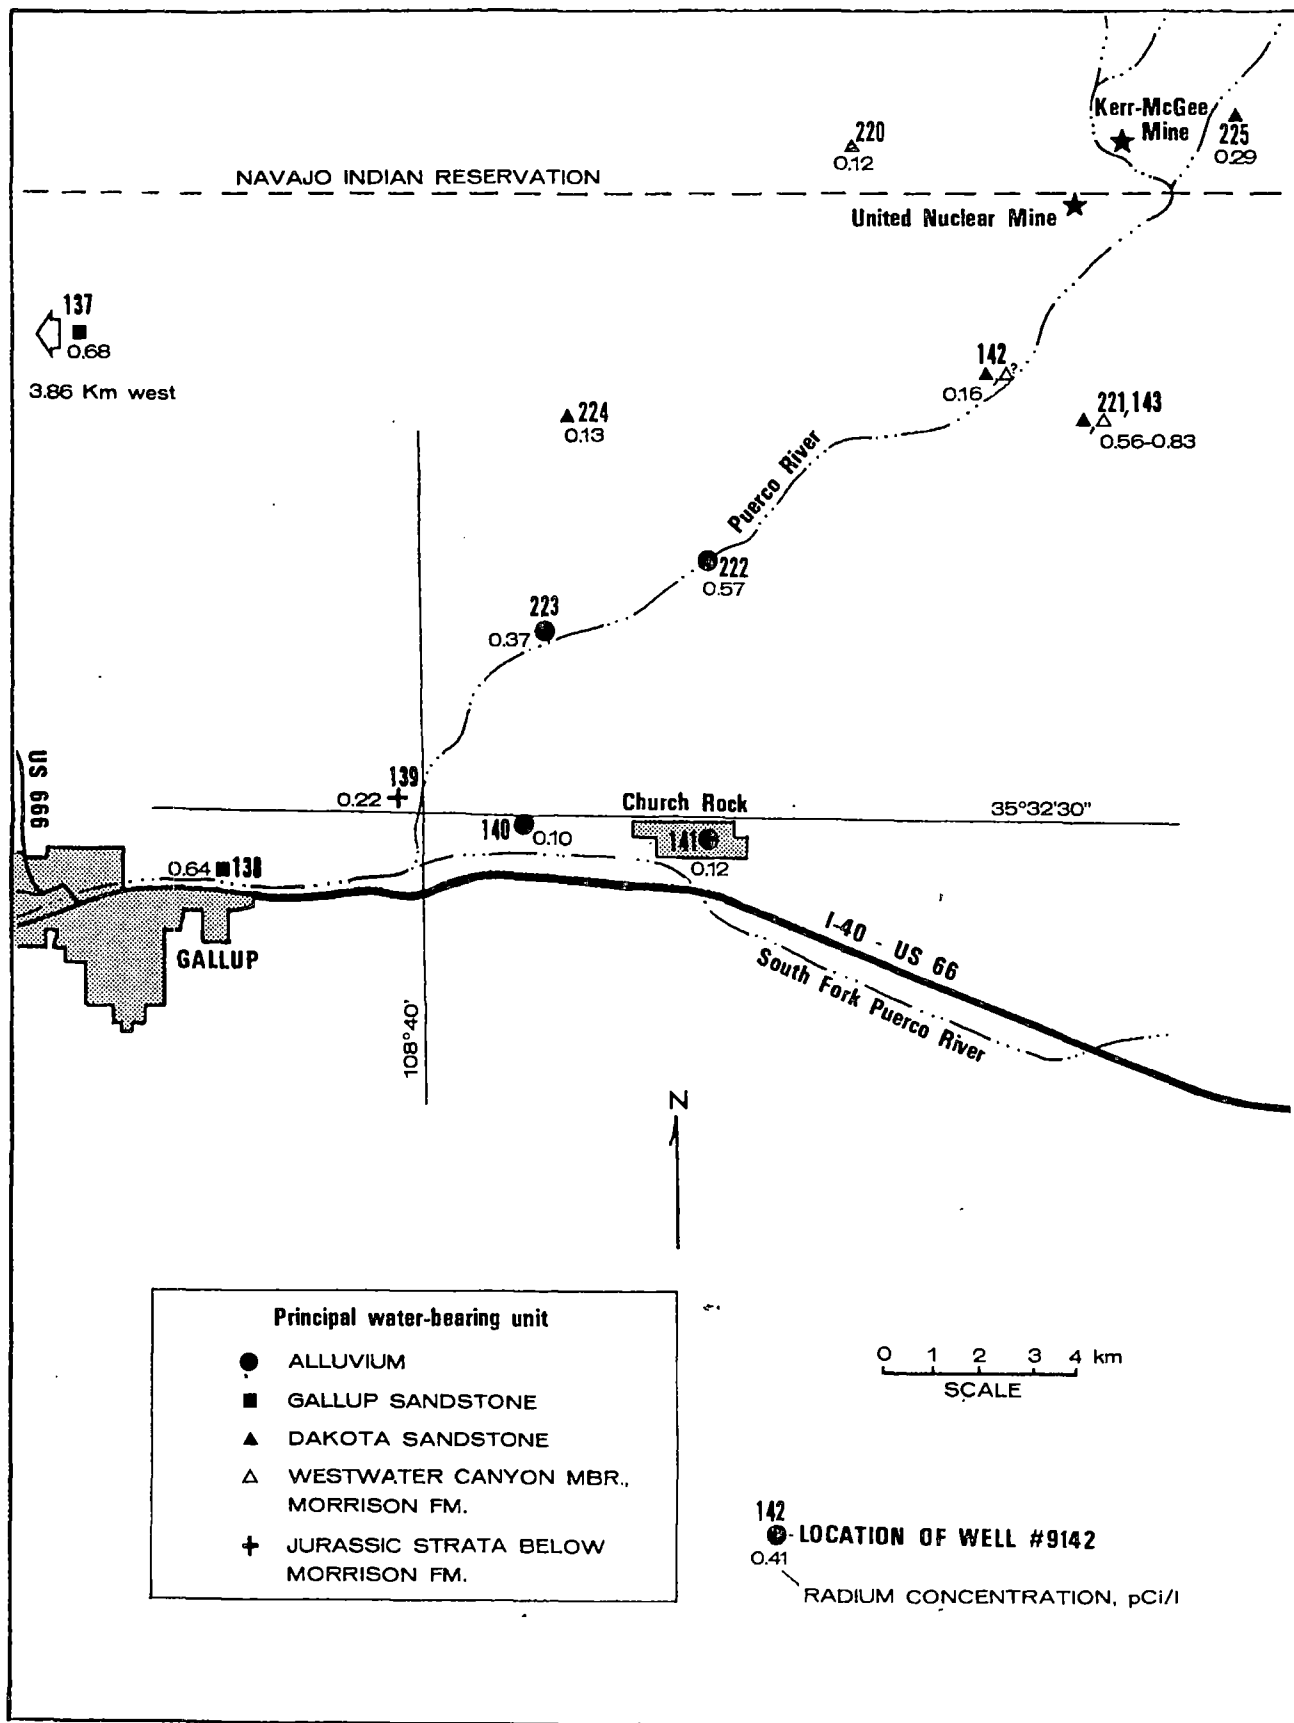 Kerr-McGee
Mine
225
0.29
220
0.12
NAVAJO INDIAN RESERVATION
United Nuclear Mine
137
0.68
3.86 Km west
142
?
0.16
221,143
0.56-0.83
224
0.13
Puerco River
222
0.57
223
0.37
US 666
139
0.22
Church Rock
35°32'30"
140
0.10
141
0.12
0.64
138
GALLUP
I-40 - US 66
South Fork Puerco River
108°40'
N
Principal water-bearing unit
ALLUVIUM
GALLUP SANDSTONE
DAKOTA SANDSTONE
WESTWATER CANYON MBR.,
MORRISON FM.
JURASSIC STRATA BELOW
MORRISON FM.
0 1 2 3 4 km
SCALE
142
LOCATION OF WELL #9142
0.41
RADIUM CONCENTRATION, pCi/l